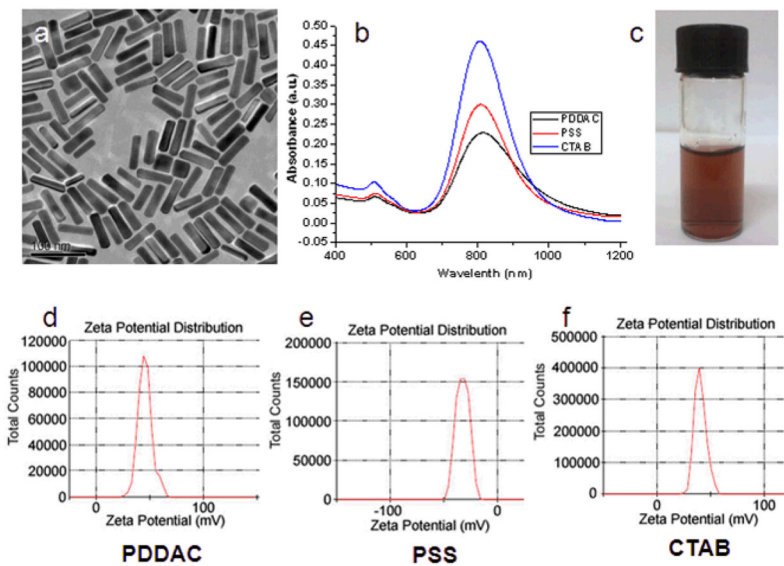 a
100 nm
b
Absorbance (a.u.)
0.50
0.45
0.40
0.35
0.30
0.25
0.20
0.15
0.10
0.05
0.00
-0.05
400 600 800 1000 1200
Wavelenth (nm)
PDDAC
PSS
CTAB
c
d
Zeta Potential Distribution
Total Counts
120000
100000
80000
60000
40000
20000
0
0 100
Zeta Potential (mV)
PDDAC
e
Zeta Potential Distribution
Total Counts
200000
150000
100000
50000
0
-100 0
Zeta Potential (mV)
PSS
f
Zeta Potential Distribution
Total Counts
500000
400000
300000
200000
100000
0
0 100
Zeta Potential (mV)
CTAB